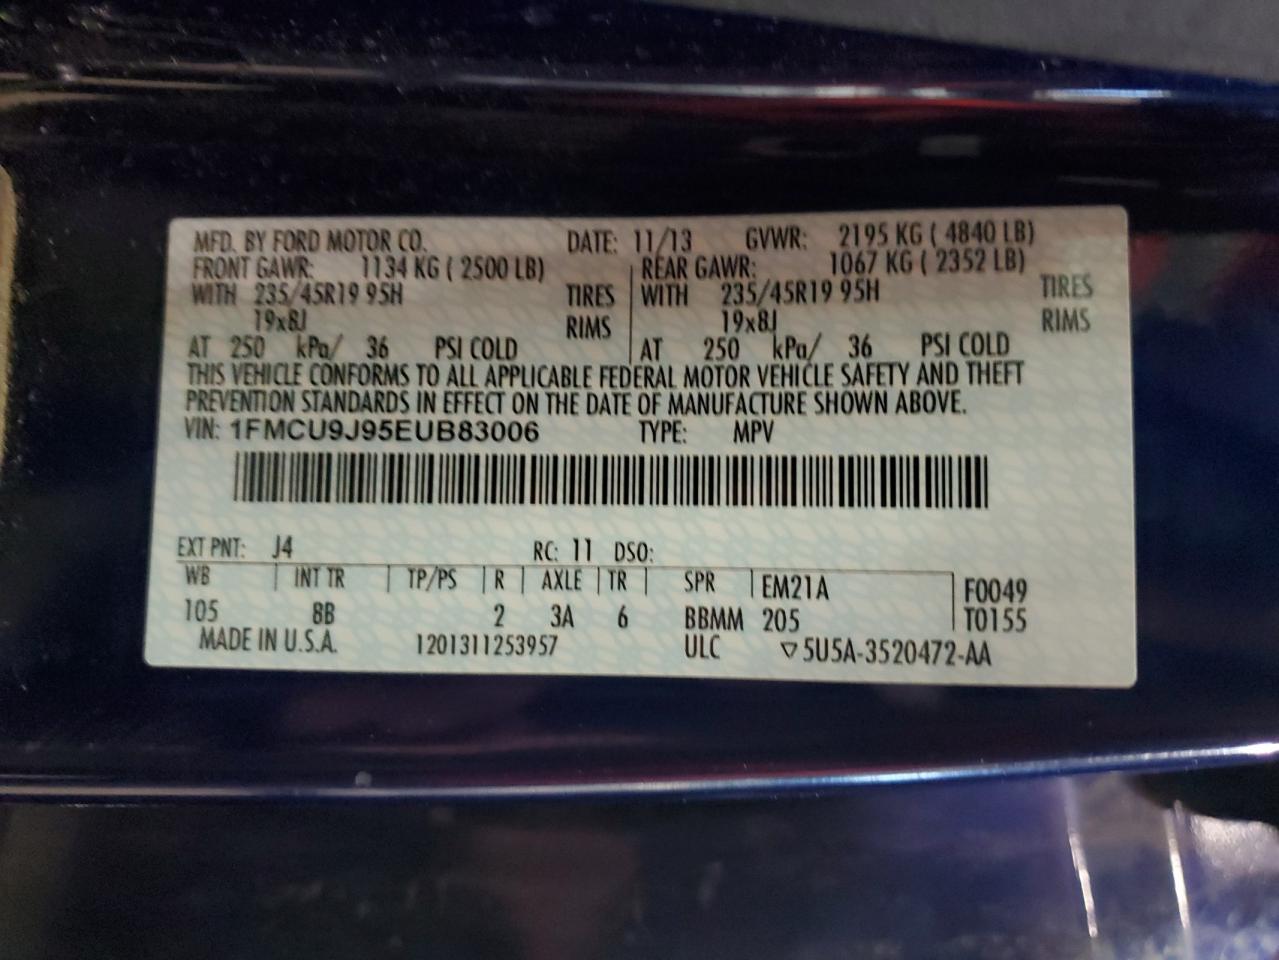 MFD. BY FORD MOTOR CO. DATE: 11/13 GVWR: 2195 KG ( 4840 LB)
FRONT GAWR: 1134 KG ( 2500 LB) REAR GAWR: 1067 KG ( 2352 LB)
WITH 235/45R19 95H TIRES WITH 235/45R19 95H TIRES
19x8J RIMS 19x8J RIMS
AT 250 kPa/ 36 PSI COLD AT 250 kPa/ 36 PSI COLD
THIS VEHICLE CONFORMS TO ALL APPLICABLE FEDERAL MOTOR VEHICLE SAFETY AND THEFT
PREVENTION STANDARDS IN EFFECT ON THE DATE OF MANUFACTURE SHOWN ABOVE.
VIN: 1FMCU9J95EUB83006 TYPE: MPV
EXT PNT: J4 RC: 11 DSO:
WB INT TR TP/PS R AXLE TR SPR EM21A F0049
105 8B 2 3A 6 BBMM 205 T0155
MADE IN U.S.A. 1201311253957 ULC ▽5U5A-3520472-AA